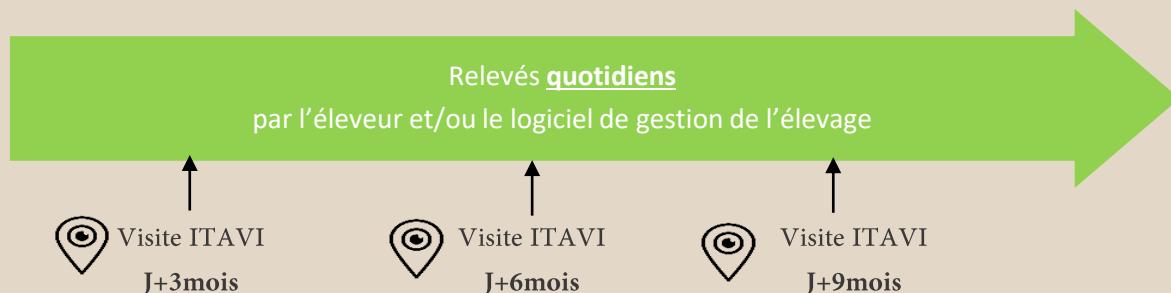 Relevés quotidiens
par l’éleveur et/ou le logiciel de gestion de l’élevage
Visite ITAVI
J+3mois
Visite ITAVI
J+6mois
Visite ITAVI
J+9mois